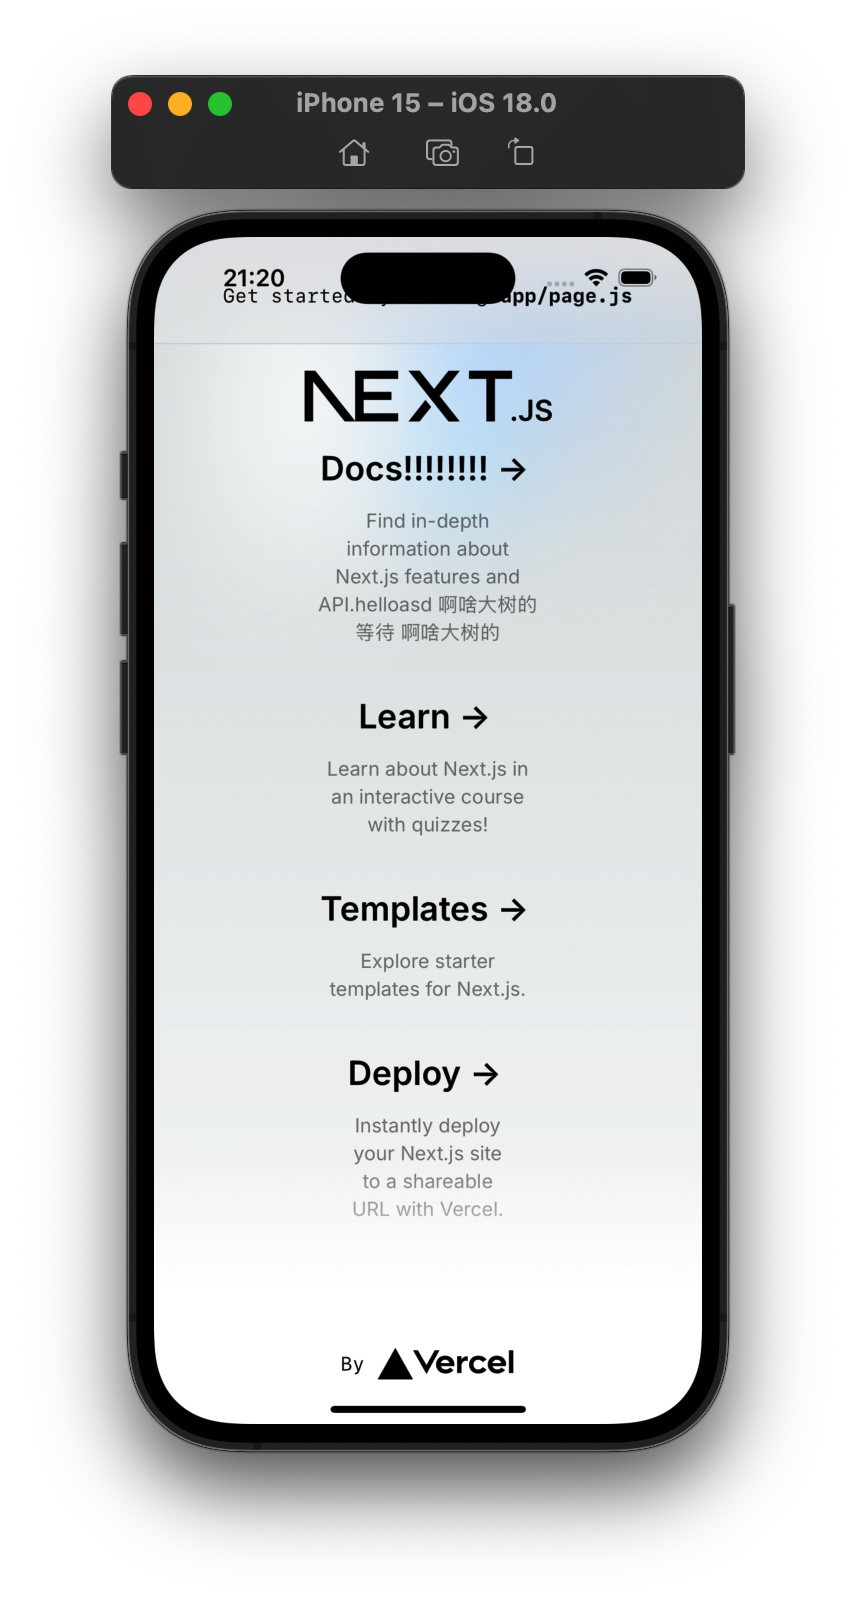 iPhone 15 – iOS 18.0
21:20
Get started app/page.js
NEXT.JS
Docs!!!!!!!! →
Find in-depth
information about
Next.js features and
API.helloasd 啊啥大树的
等待 啊啥大树的
Learn →
Learn about Next.js in
an interactive course
with quizzes!
Templates →
Explore starter
templates for Next.js.
Deploy →
Instantly deploy
your Next.js site
to a shareable
URL with Vercel.
By Vercel